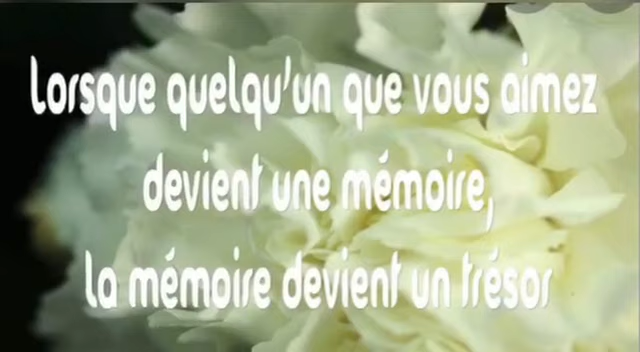 Lorsque quelqu'un que vous aimez
devient une mémoire,
la mémoire devient un trésor